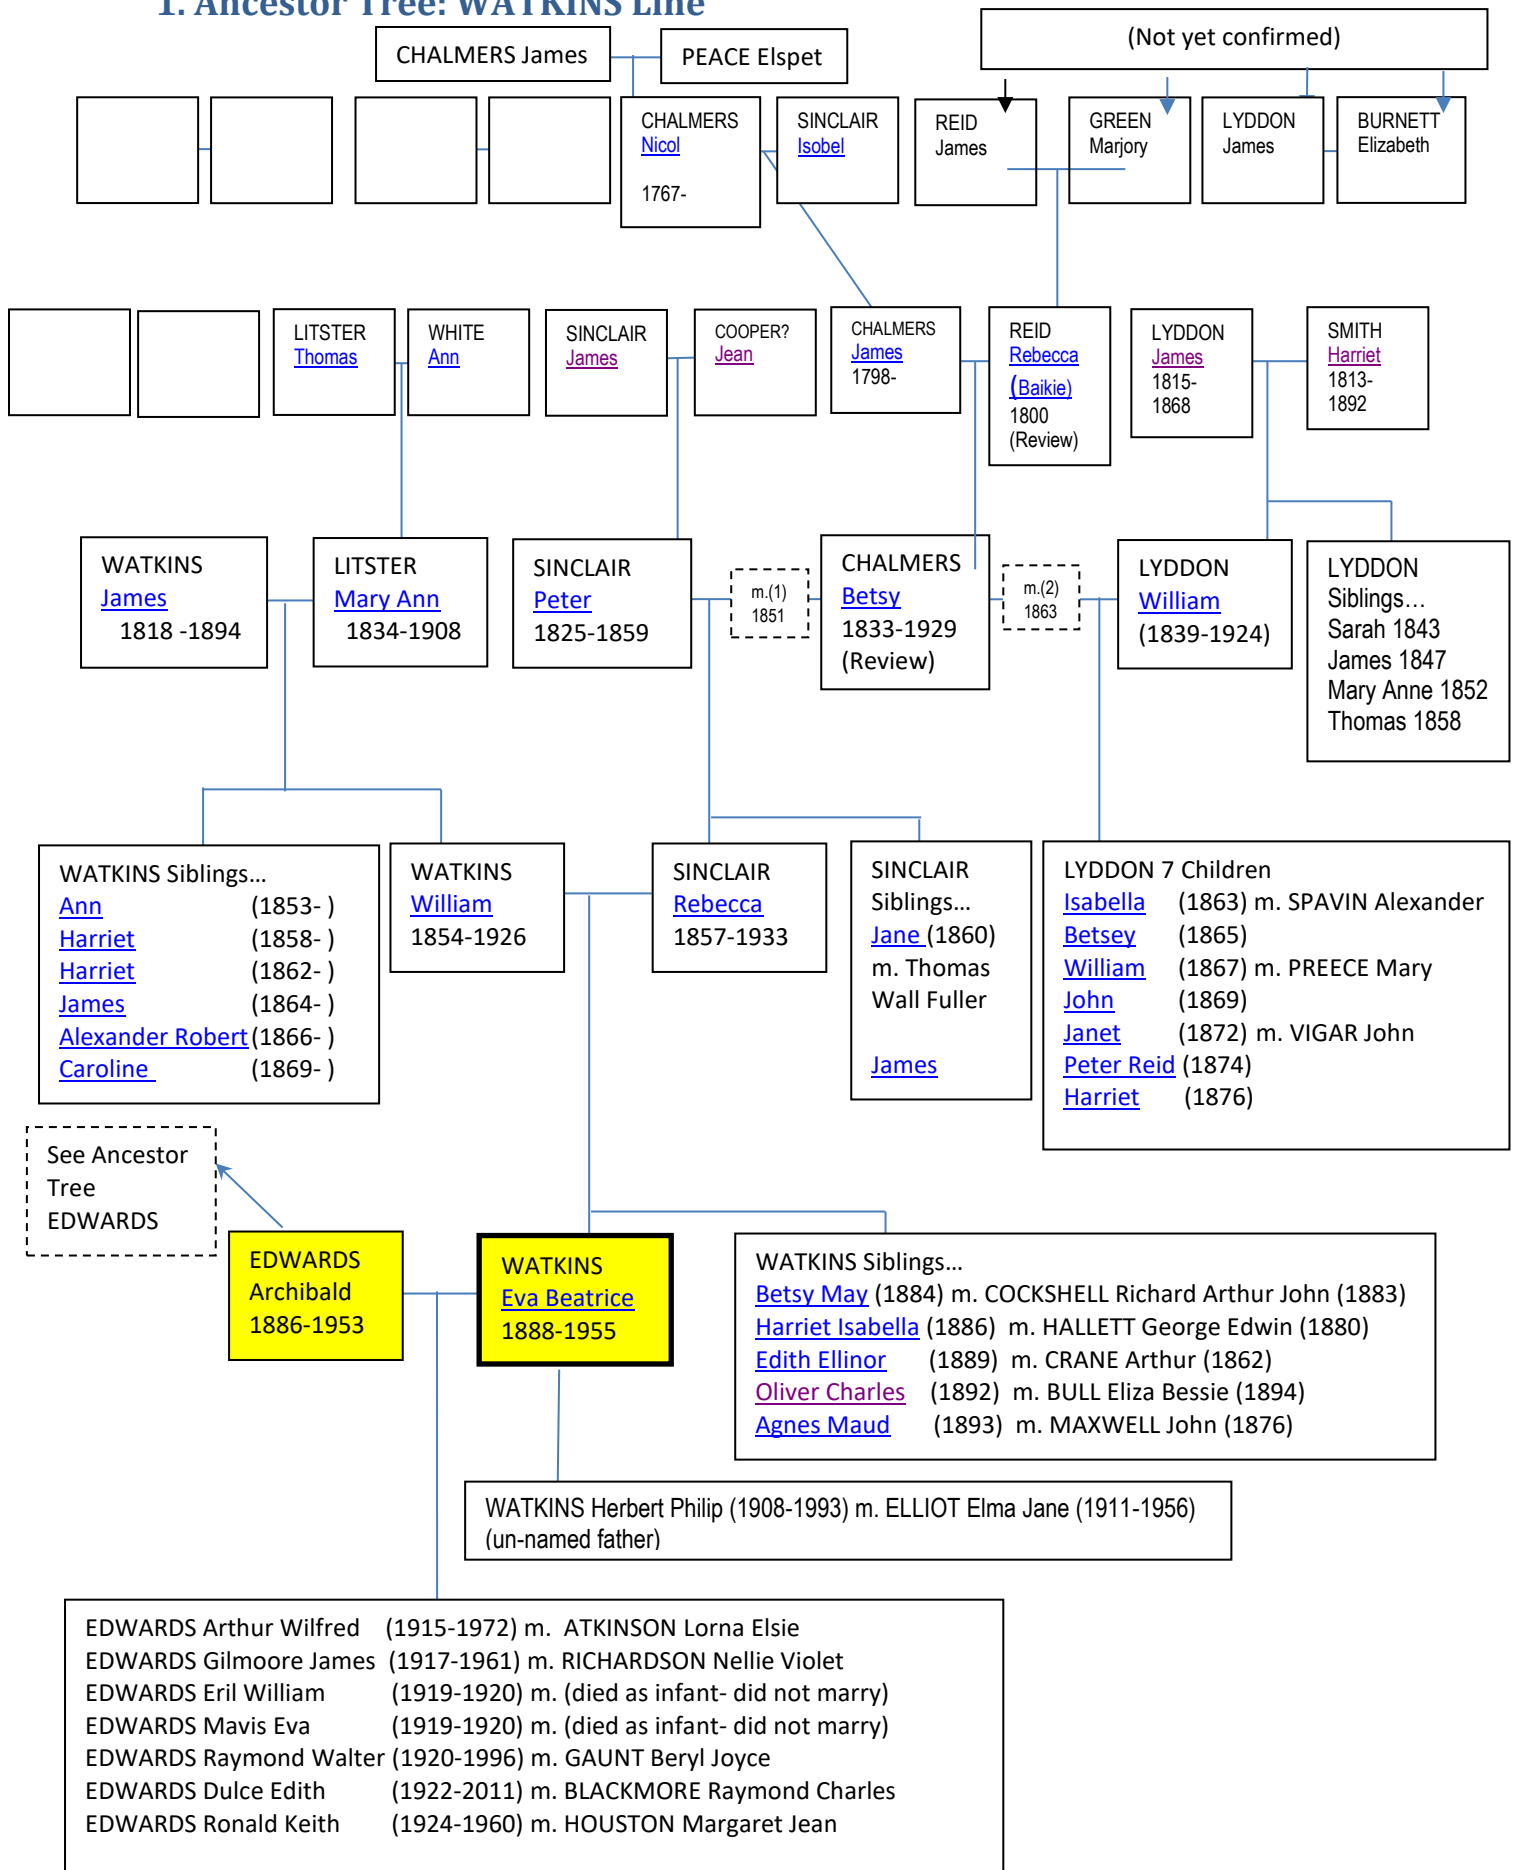 1. Ancestor Tree: WATKINS Line
CHALMERS James
PEACE Elspet
(Not yet confirmed)
CHALMERS
Nicol
1767-
SINCLAIR
Isobel
REID
James
GREEN
Marjory
LYDDON
James
BURNETT
Elizabeth
LITSTER
Thomas
WHITE
Ann
SINCLAIR
James
COOPER?
Jean
CHALMERS
James
1798-
REID
Rebecca
(Baikie)
1800
(Review)
LYDDON
James
1815-
1868
SMITH
Harriet
1813-
1892
WATKINS
James
1818 -1894
LITSTER
Mary Ann
1834-1908
SINCLAIR
Peter
1825-1859
m.(1)
1851
CHALMERS
Betsy
1833-1929
(Review)
m.(2)
1863
LYDDON
William
(1839-1924)
LYDDON
Siblings…
Sarah 1843
James 1847
Mary Anne 1852
Thomas 1858
WATKINS Siblings…
Ann (1853- )
Harriet (1858- )
Harriet (1862- )
James (1864- )
Alexander Robert (1866- )
Caroline (1869- )
WATKINS
William
1854-1926
SINCLAIR
Rebecca
1857-1933
SINCLAIR
Siblings…
Jane (1860)
m. Thomas
Wall Fuller
James
LYDDON 7 Children
Isabella (1863) m. SPAVIN Alexander
Betsey (1865)
William (1867) m. PREECE Mary
John (1869)
Janet (1872) m. VIGAR John
Peter Reid (1874)
Harriet (1876)
See Ancestor
Tree
EDWARDS
EDWARDS
Archibald
1886-1953
WATKINS
Eva Beatrice
1888-1955
WATKINS Siblings…
Betsy May (1884) m. COCKSHELL Richard Arthur John (1883)
Harriet Isabella (1886) m. HALLETT George Edwin (1880)
Edith Ellinor (1889) m. CRANE Arthur (1862)
Oliver Charles (1892) m. BULL Eliza Bessie (1894)
Agnes Maud (1893) m. MAXWELL John (1876)
WATKINS Herbert Philip (1908-1993) m. ELLIOT Elma Jane (1911-1956)
(un-named father)
EDWARDS Arthur Wilfred (1915-1972) m. ATKINSON Lorna Elsie
EDWARDS Gilmoore James (1917-1961) m. RICHARDSON Nellie Violet
EDWARDS Eril William (1919-1920) m. (died as infant- did not marry)
EDWARDS Mavis Eva (1919-1920) m. (died as infant- did not marry)
EDWARDS Raymond Walter (1920-1996) m. GAUNT Beryl Joyce
EDWARDS Dulce Edith (1922-2011) m. BLACKMORE Raymond Charles
EDWARDS Ronald Keith (1924-1960) m. HOUSTON Margaret Jean